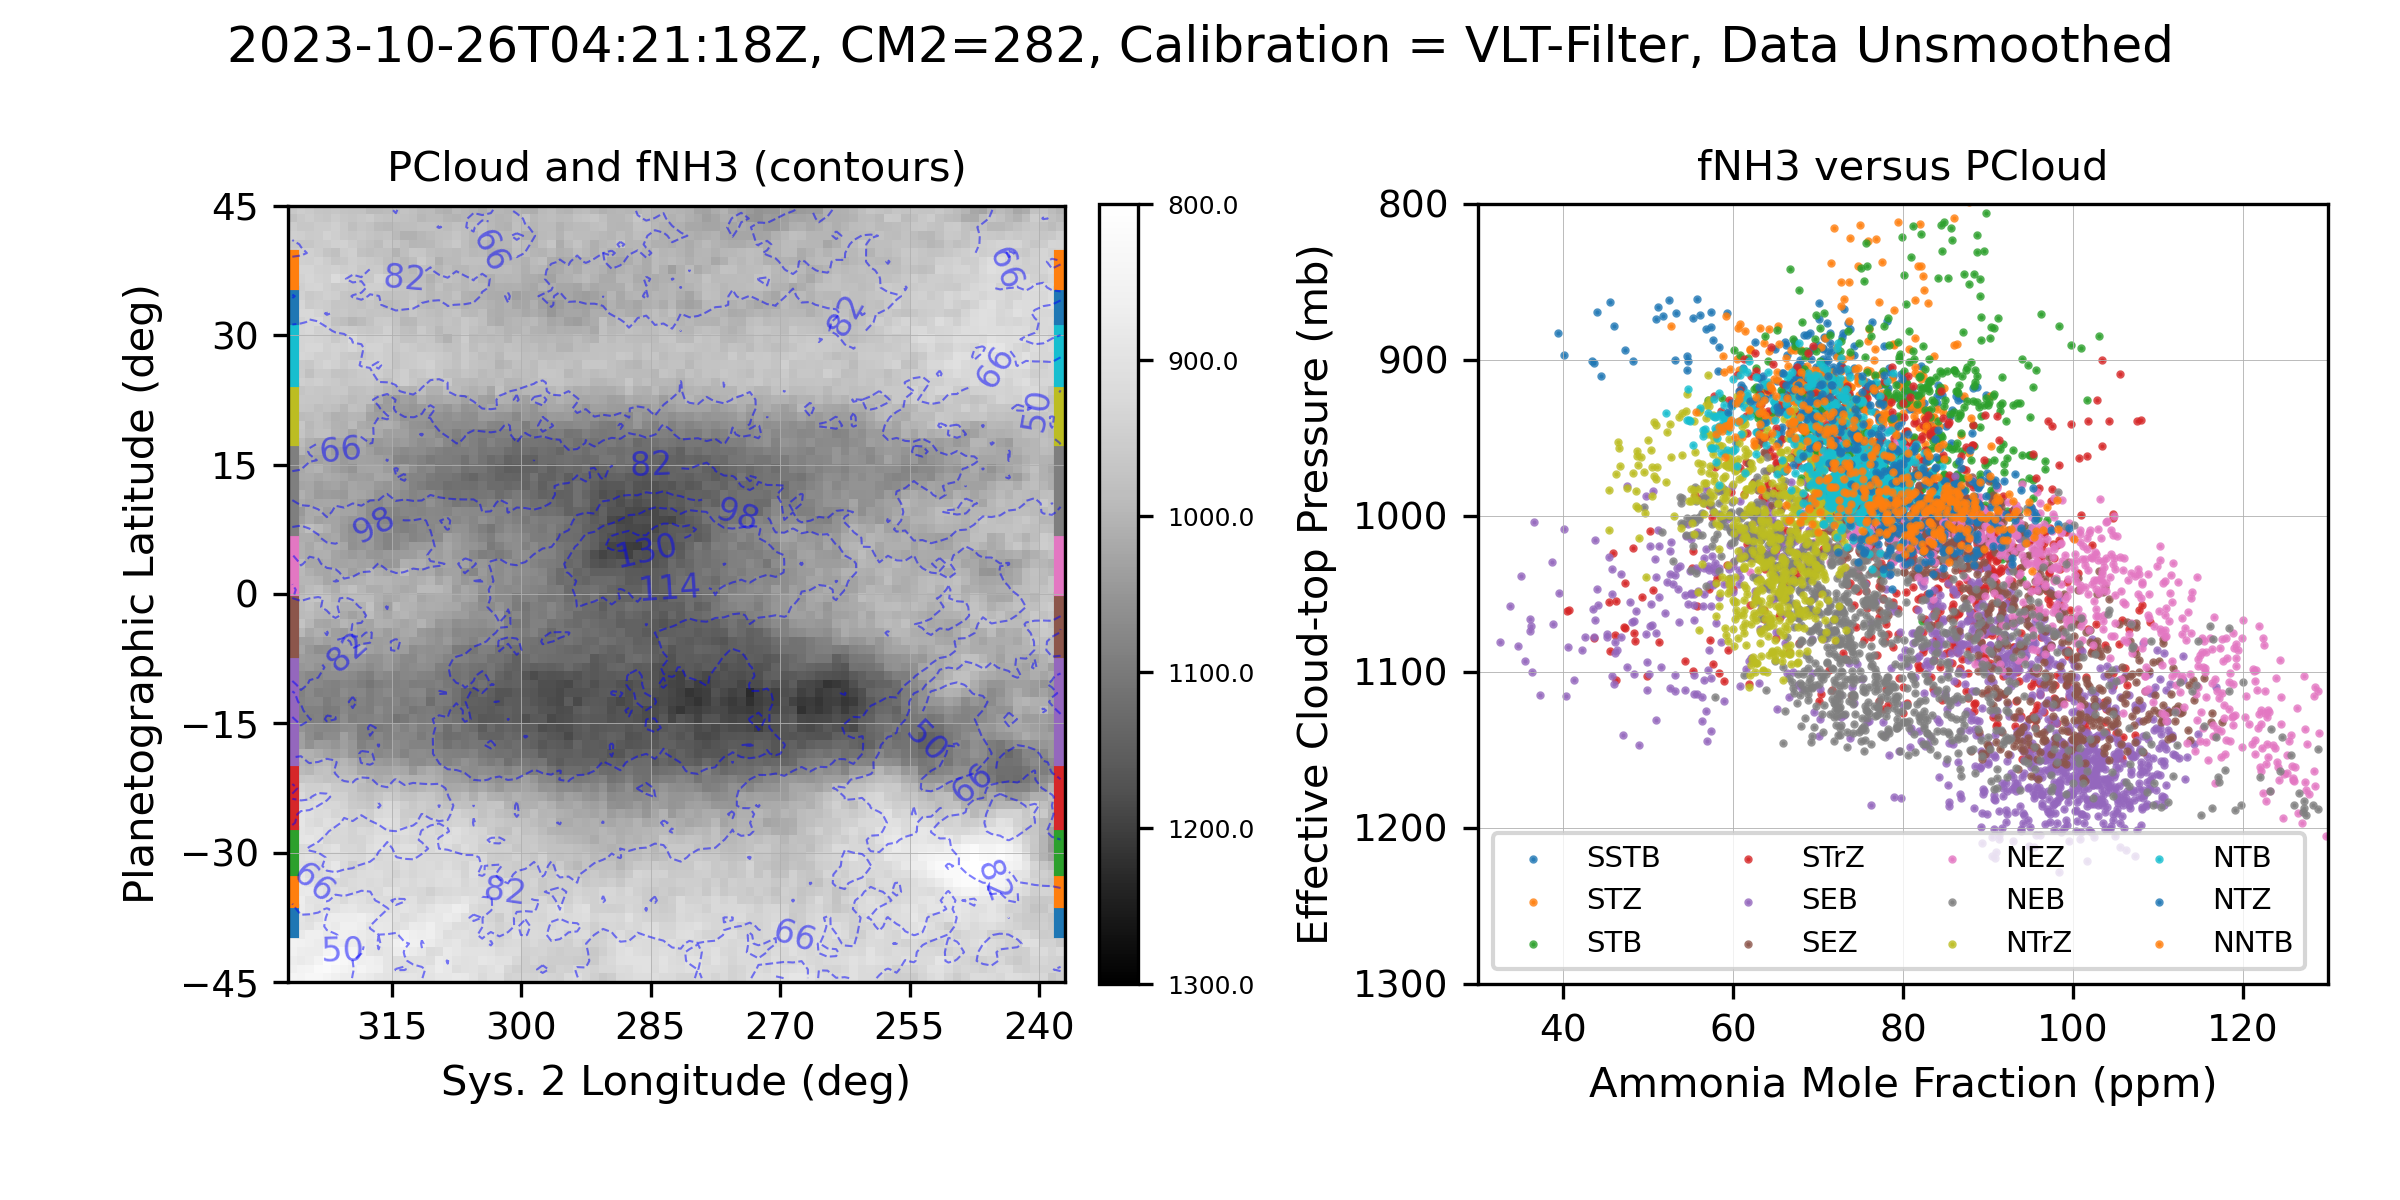 2023-10-26T04:21:18Z, CM2=282, Calibration = VLT-Filter, Data Unsmoothed
PCloud and fNH3 (contours)
45
30
15
0
−15
−30
−45
Planetographic Latitude (deg)
315
300
285
270
255
240
Sys. 2 Longitude (deg)
66
82
66
82
66
50
66
82
98
98
130
114
82
50
66
66
82
82
66
50
800.0
900.0
1000.0
1100.0
1200.0
1300.0
fNH3 versus PCloud
800
900
1000
1100
1200
1300
Effective Cloud-top Pressure (mb)
SSTB
STZ
STB
STrZ
SEB
SEZ
NEZ
NEB
NTrZ
NTB
NTZ
NNTB
40
60
80
100
120
Ammonia Mole Fraction (ppm)